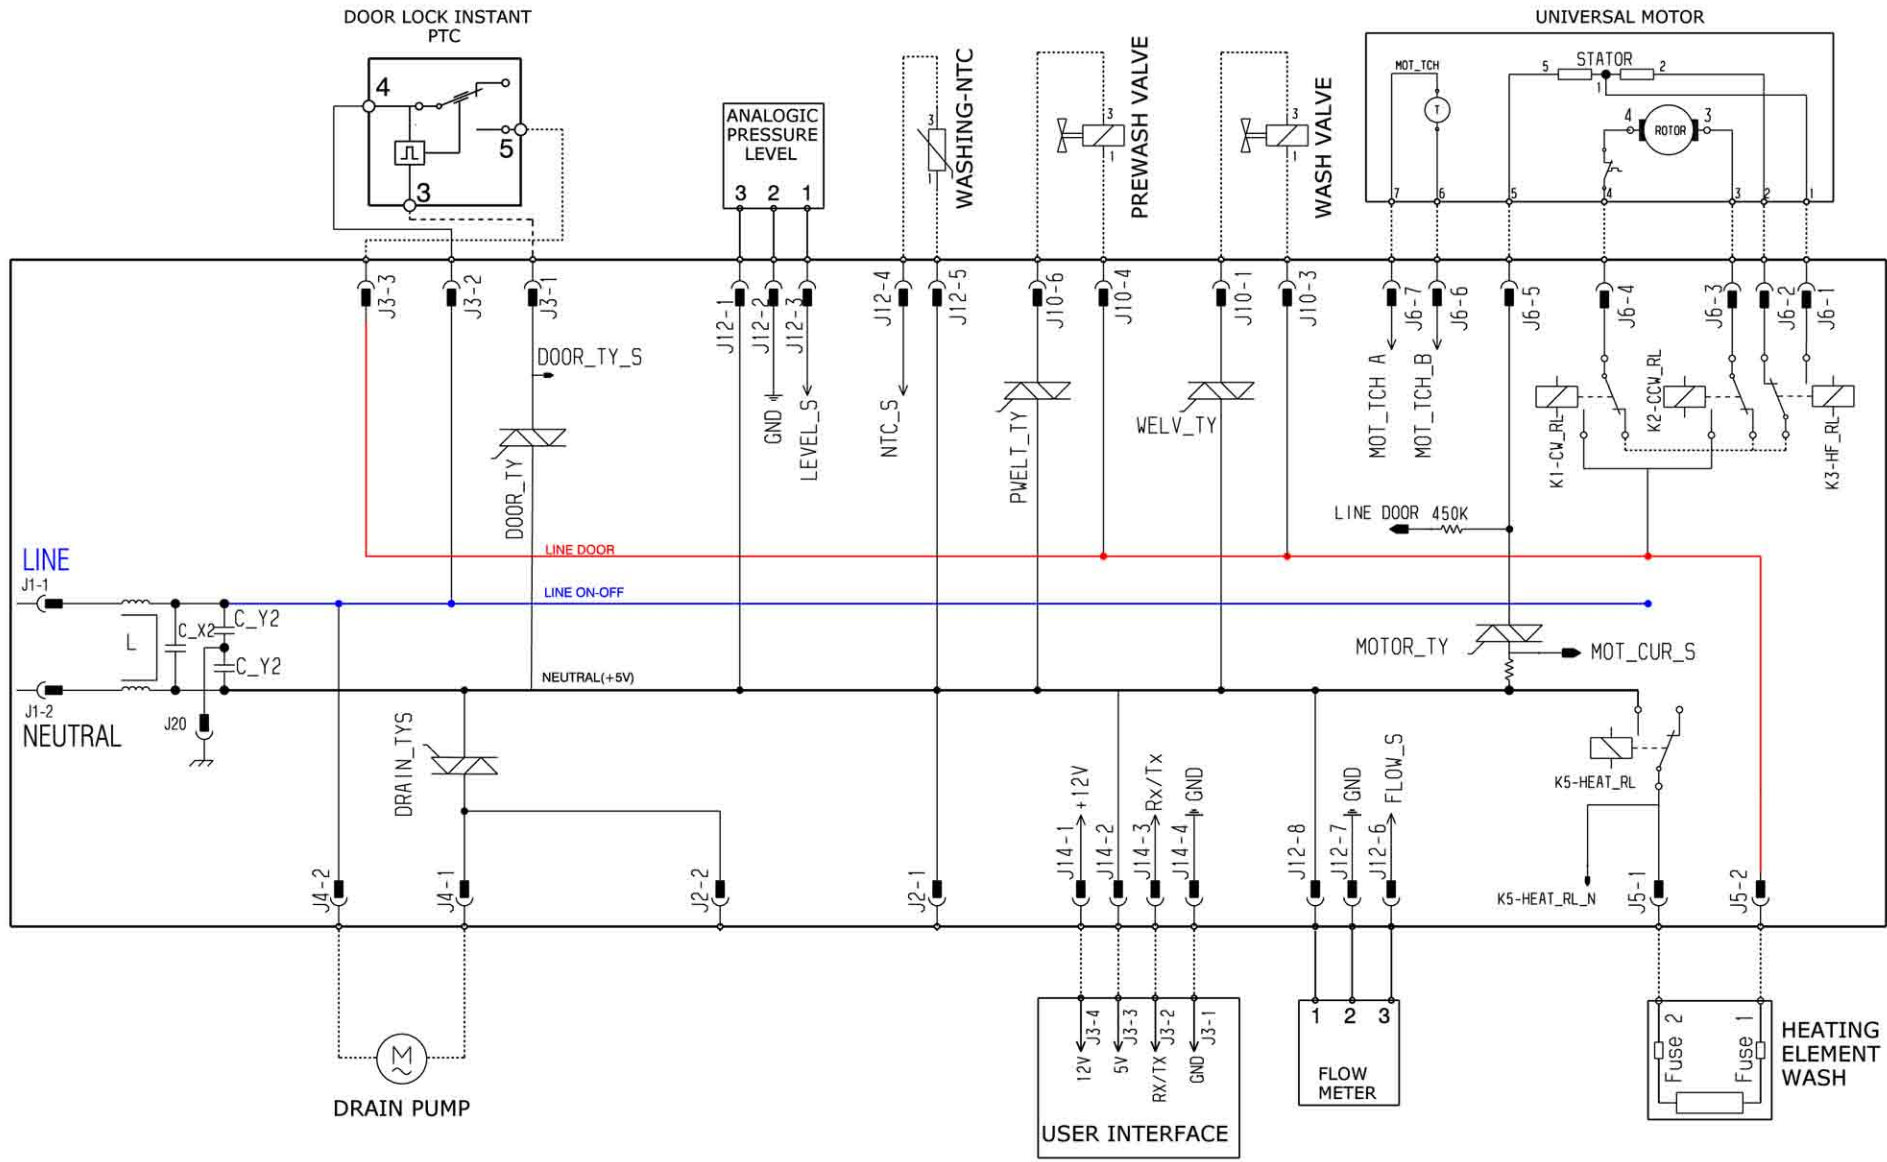 DOOR LOCK INSTANT
PTC
4
5
3
ANALOGIC
PRESSURE
LEVEL
3 2 1
3
1
WASHING-NTC
3
1
PREWASH VALVE
3
1
WASH VALVE
UNIVERSAL MOTOR
MOT_TCH
T
STATOR
5
1
2
4
ROTOR
3
7
6
5
4
3
2
1
J3-3
J3-2
J3-1
J12-1
J12-2
J12-3
J12-4
J12-5
J10-6
J10-4
J10-1
J10-3
J6-7
J6-6
J6-5
J6-4
J6-3
J6-2
J6-1
DOOR_TY_S
DOOR_TY
GND
LEVEL_S
NTC_S
PWELT_TY
WELV_TY
MOT_TCH A
MOT_TCH_B
K1-CW_RL
K2-CCW_RL
K3-HF_RL
LINE DOOR 450K
LINE DOOR
LINE
J1-1
LINE ON-OFF
L
C_X2
C_Y2
C_Y2
MOTOR_TY
MOT_CUR_S
NEUTRAL(+5V)
J1-2
NEUTRAL
J20
DRAIN_TYS
K5-HEAT_RL
K5-HEAT_RL_N
+12V
Rx/Tx
GND
GND
FLOW_S
J4-2
J4-1
J2-2
J2-1
J14-1
J14-2
J14-3
J14-4
J12-8
J12-7
J12-6
J5-1
J5-2
M
DRAIN PUMP
J3-4
J3-3
J3-2
J3-1
12V
5V
RX/TX
GND
USER INTERFACE
1 2 3
FLOW
METER
Fuse 2
Fuse 1
HEATING
ELEMENT
WASH